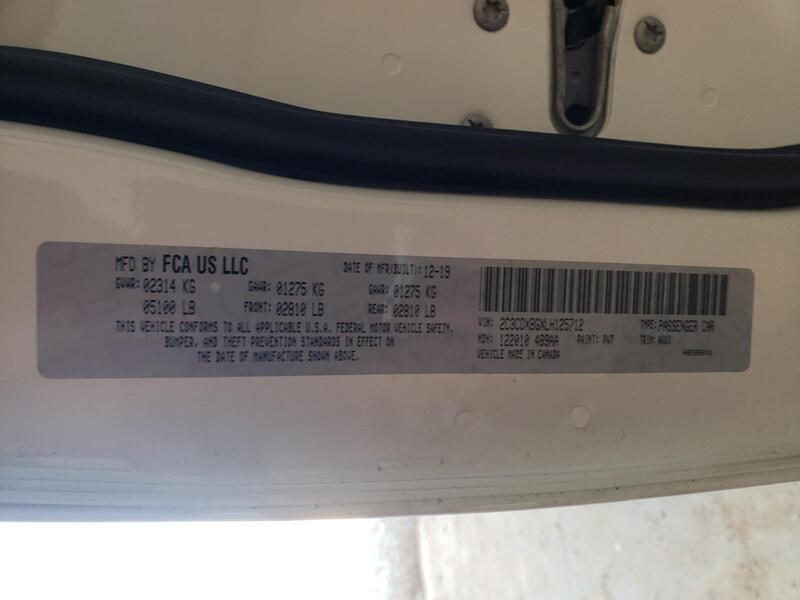 MFD BY FCA US LLC DATE OF MFR(BUILT): 12-19
GVWR: 02314 KG GAWR: 01275 KG GAWR: 01275 KG
05100 LB FRONT: 02810 LB REAR: 02810 LB
THIS VEHICLE CONFORMS TO ALL APPLICABLE U.S.A. FEDERAL MOTOR VEHICLE SAFETY,
BUMPER, AND THEFT PREVENTION STANDARDS IN EFFECT ON
THE DATE OF MANUFACTURE SHOWN ABOVE.
VIN: 2C3CDXBGXLH125712 TYPE: PASSENGER CAR
MDH: 122010 489AA PAINT: PW7 TRIM: #XXX
VEHICLE MADE IN CANADA